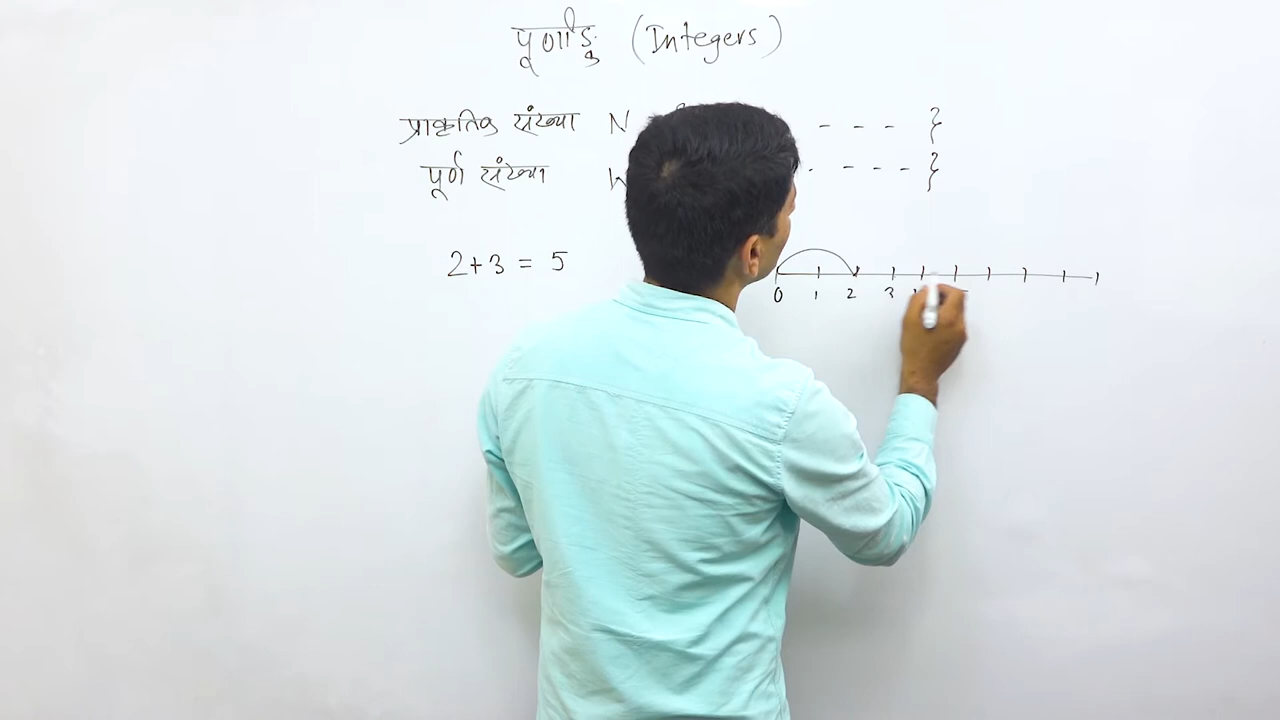 पूर्णाङ्क (Integers)
प्राकृतिक संख्या N - - - }
पूर्ण संख्या W - - - - }
2+3 = 5
0 1 2 3